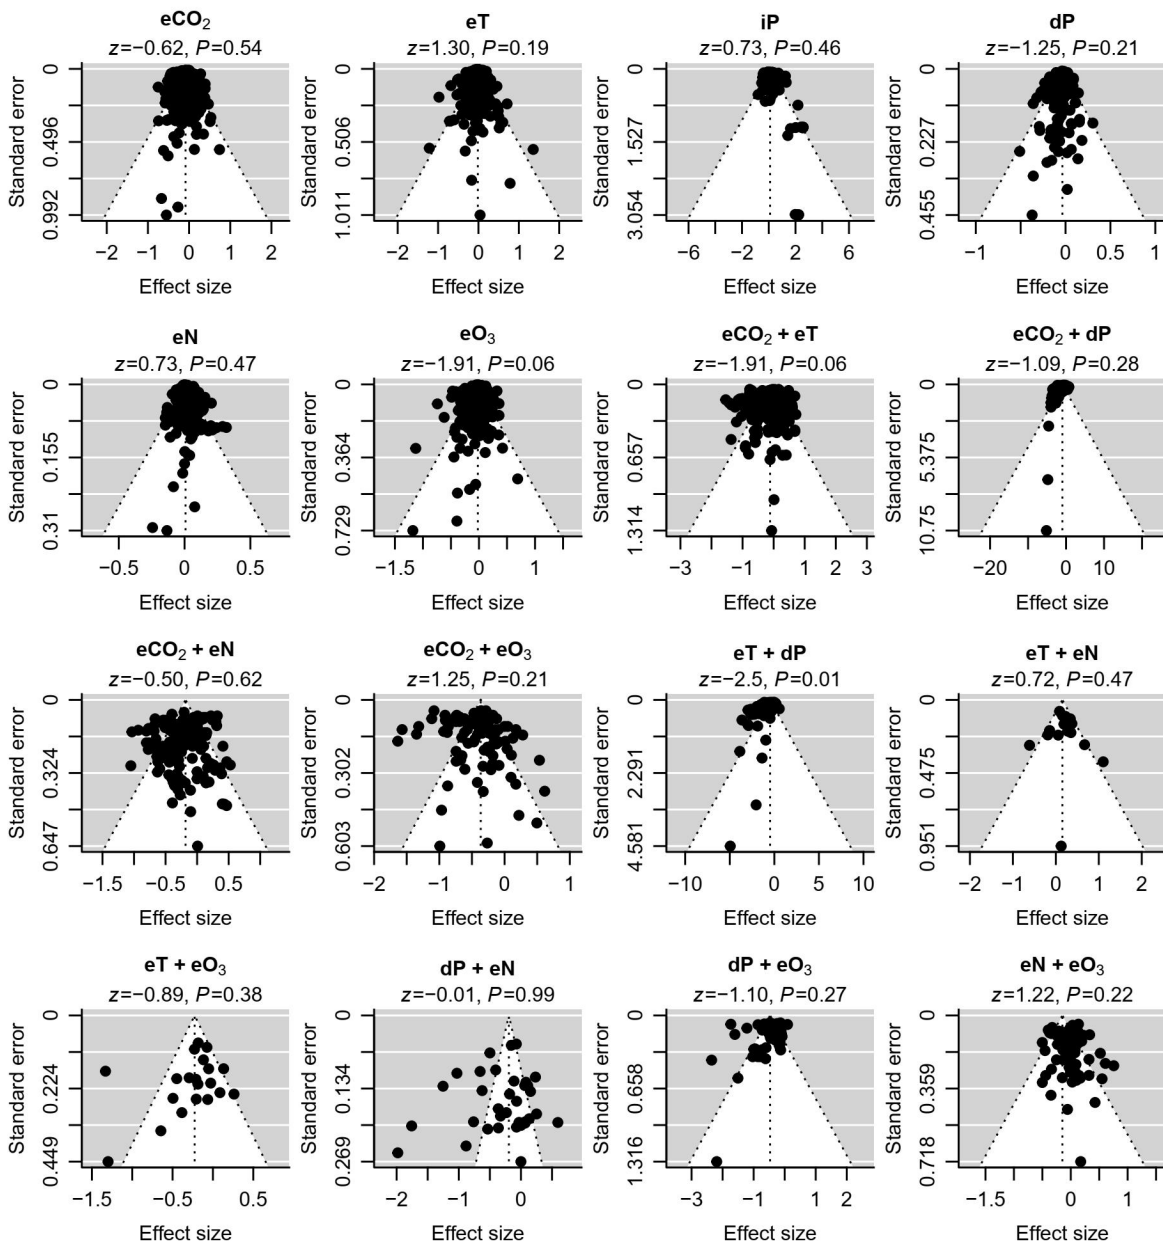 eCO₂ eT iP dP
z=−0.62, P=0.54 z=1.30, P=0.19 z=0.73, P=0.46 z=−1.25, P=0.21
Standard error Standard error Standard error Standard error
0 0.496 0.992 0 0.506 1.011 0 1.527 3.054 0 0.227 0.455
−2 −1 0 1 2 −2 −1 0 1 2 −6 −2 2 6 −1 0 0.5 1
Effect size Effect size Effect size Effect size
eN eO₃ eCO₂ + eT eCO₂ + dP
z=0.73, P=0.47 z=−1.91, P=0.06 z=−1.91, P=0.06 z=−1.09, P=0.28
Standard error Standard error Standard error Standard error
0 0.155 0.31 0 0.364 0.729 0 0.657 1.314 0 5.375 10.75
−0.5 0 0.5 −1.5 0 1 −3 −1 1 2 3 −20 0 10
Effect size Effect size Effect size Effect size
eCO₂ + eN eCO₂ + eO₃ eT + dP eT + eN
z=−0.50, P=0.62 z=1.25, P=0.21 z=−2.5, P=0.01 z=0.72, P=0.47
Standard error Standard error Standard error Standard error
0 0.324 0.647 0 0.302 0.603 0 2.291 4.581 0 0.475 0.951
−1.5 −0.5 0.5 −2 −1 0 1 −10 0 5 10 −2 −1 0 1 2
Effect size Effect size Effect size Effect size
eT + eO₃ dP + eN dP + eO₃ eN + eO₃
z=−0.89, P=0.38 z=−0.01, P=0.99 z=−1.10, P=0.27 z=1.22, P=0.22
Standard error Standard error Standard error Standard error
0 0.224 0.449 0 0.134 0.269 0 0.658 1.316 0 0.359 0.718
−1.5 −0.5 0.5 −2 −1 0 −3 −1 0 1 2 −1.5 0 1
Effect size Effect size Effect size Effect size